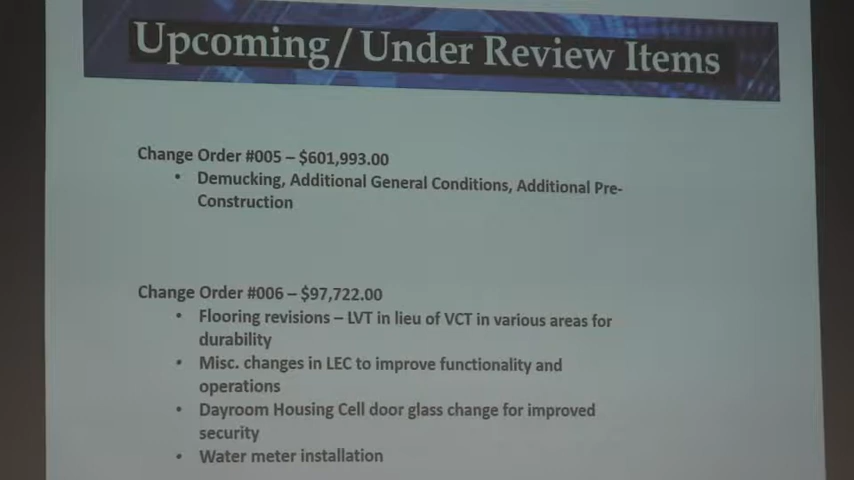 Upcoming/Under Review Items
Change Order #005 – $601,993.00
• Demucking, Additional General Conditions, Additional Pre-
Construction
Change Order #006 – $97,722.00
• Flooring revisions – LVT in lieu of VCT in various areas for
durability
• Misc. changes in LEC to improve functionality and
operations
• Dayroom Housing Cell door glass change for improved
security
• Water meter installation